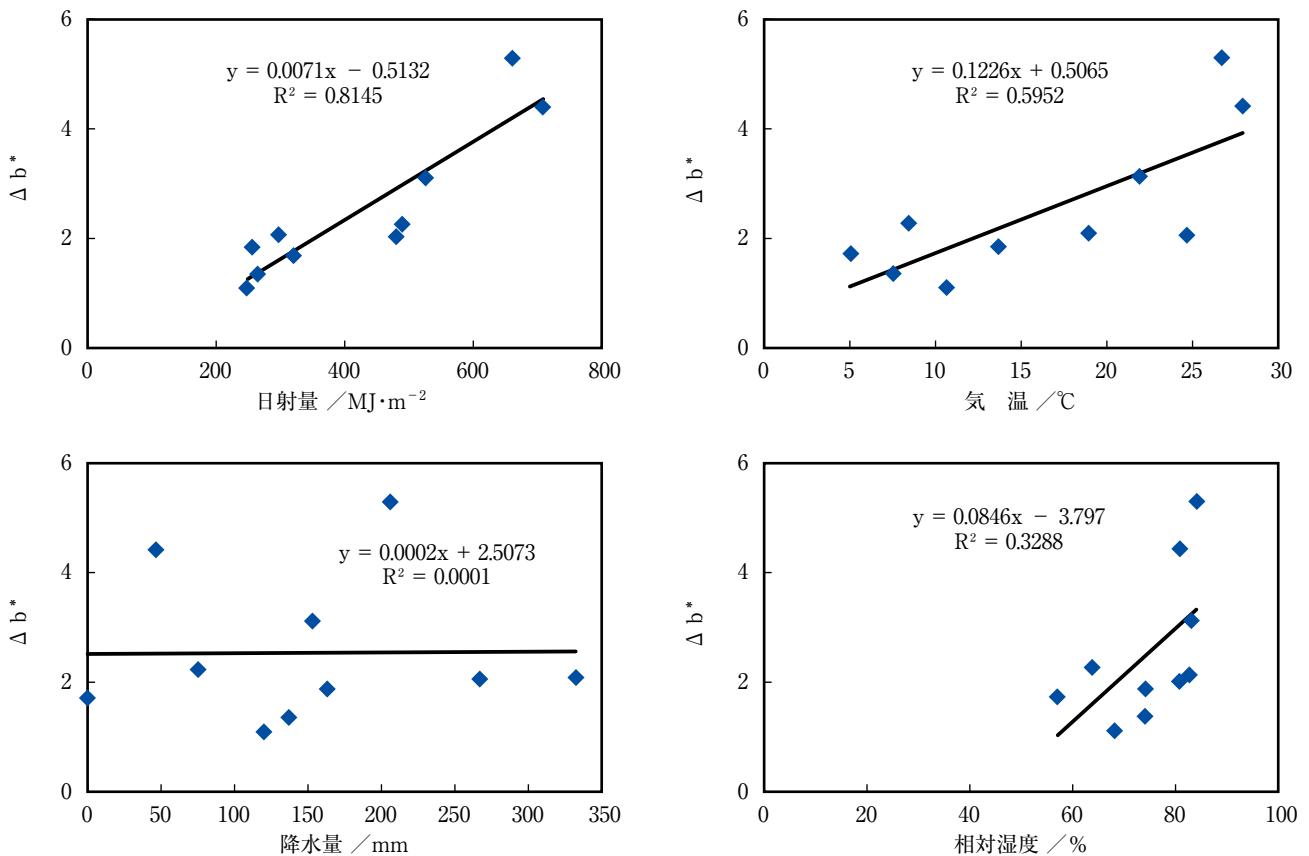 6
4
2
0
Δ b*
y = 0.0071x − 0.5132
R² = 0.8145
0 200 400 600 800
日射量 ／MJ･m⁻²
6
4
2
0
Δ b*
y = 0.1226x + 0.5065
R² = 0.5952
0 5 10 15 20 25 30
気　温 ／℃
6
4
2
0
Δ b*
y = 0.0002x + 2.5073
R² = 0.0001
0 50 100 150 200 250 300 350
降水量 ／mm
6
4
2
0
Δ b*
y = 0.0846x − 3.797
R² = 0.3288
0 20 40 60 80 100
相対湿度 ／%